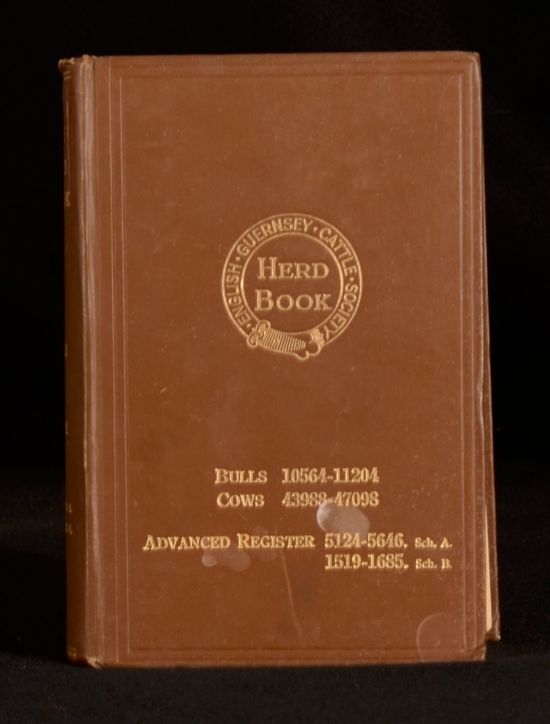 ENGLISH · GUERNSEY · CATTLE · SOCIETY ·
HERD
BOOK
BULLS 10564-11204
COWS 43988-47098
ADVANCED REGISTER 5124-5646, Sch. A.
1519-1685, Sch. B.